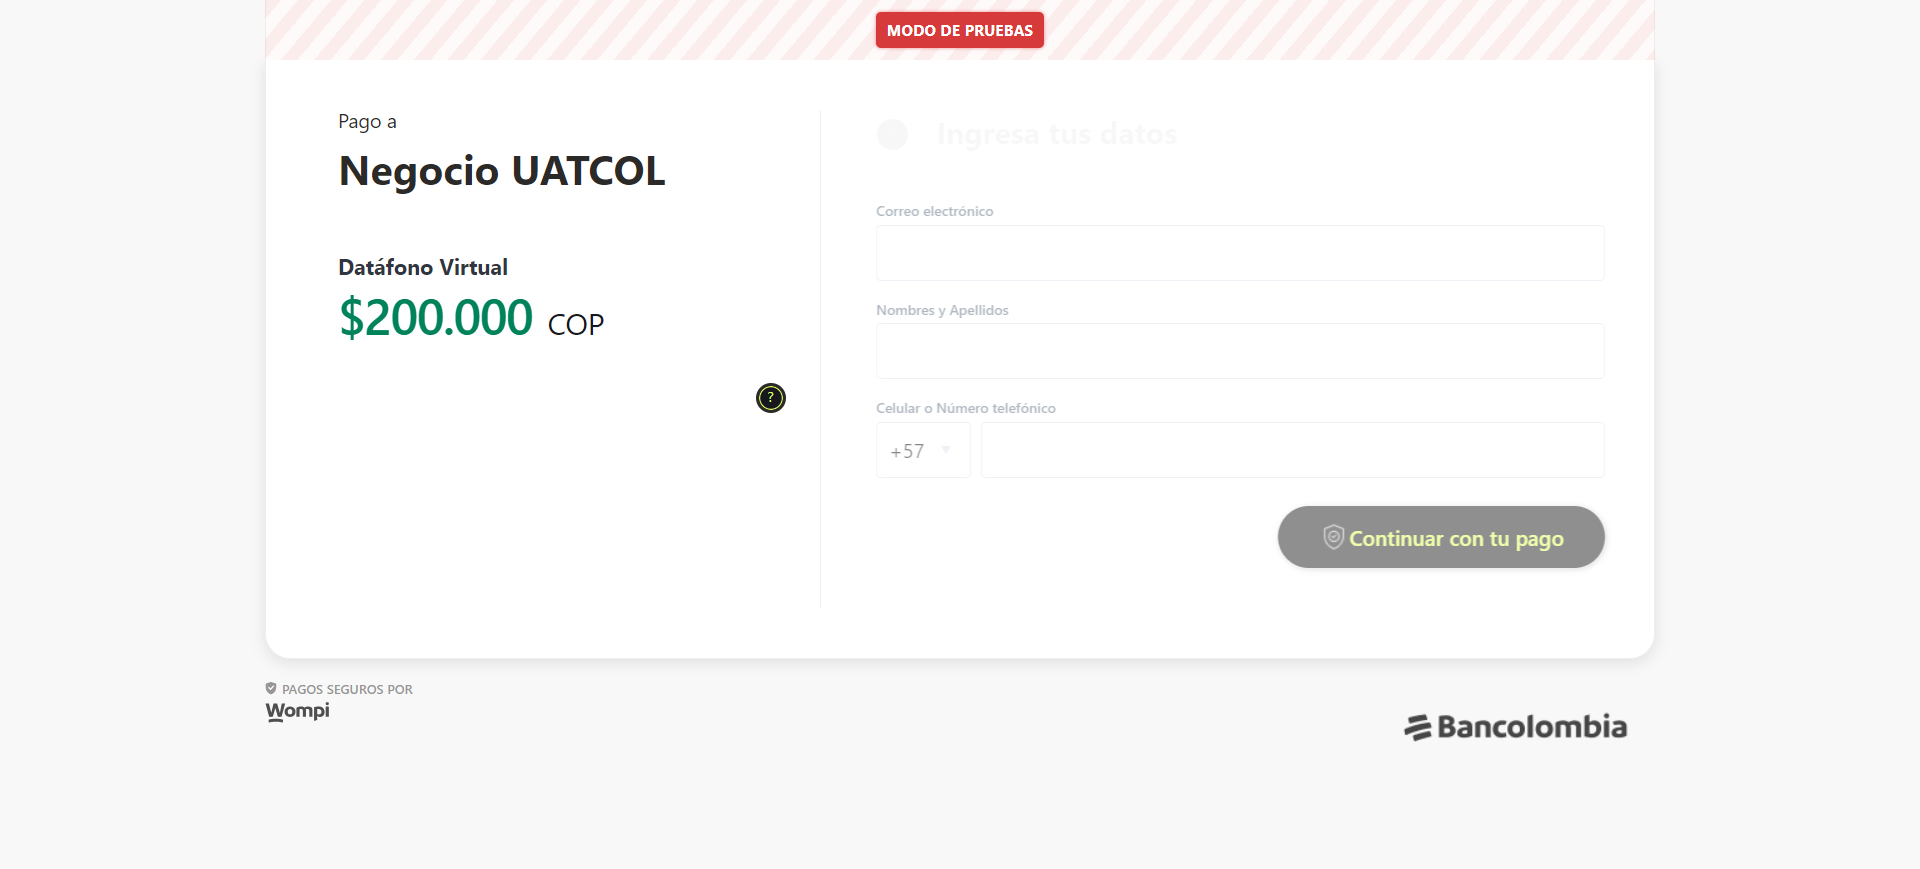 MODO DE PRUEBAS
Pago a
Negocio UATCOL
Datáfono Virtual
$200.000 COP
?
Ingresa tus datos
Correo electrónico
Nombres y Apellidos
Celular o Número telefónico
+57
Continuar con tu pago
PAGOS SEGUROS POR
Wompi
Bancolombia